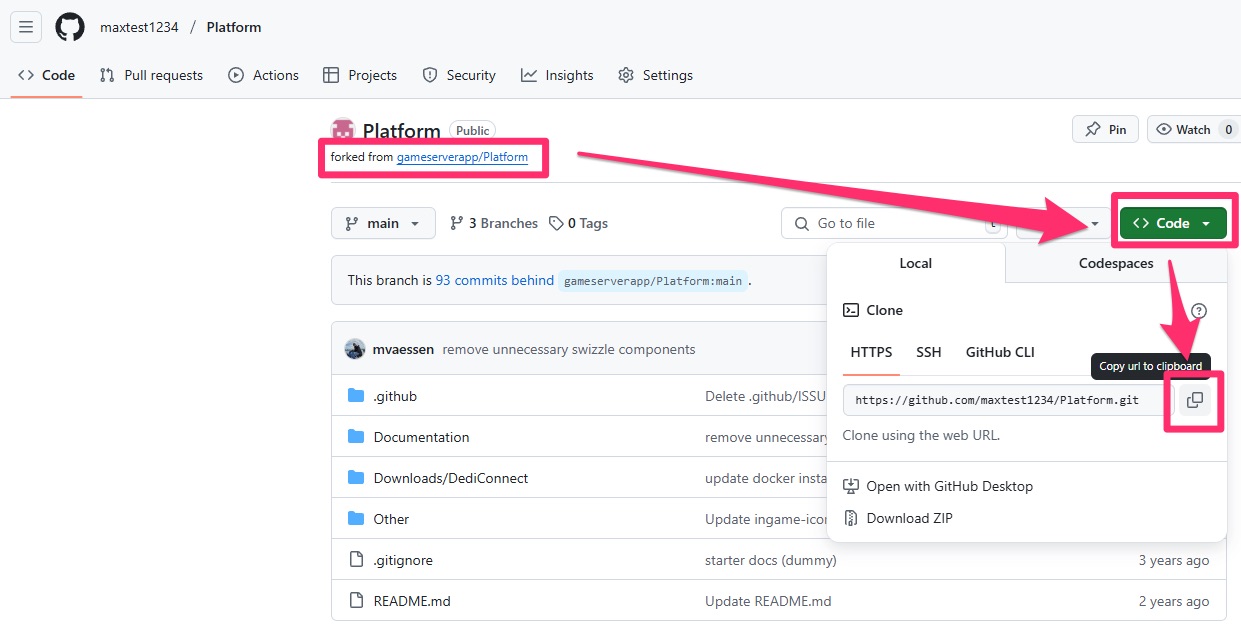 maxtest1234 / Platform
Code Pull requests Actions Projects Security Insights Settings
Platform Public Pin Watch 0
forked from gameserverapp/Platform
main 3 Branches 0 Tags Go to file Code
Local Codespaces
This branch is 93 commits behind gameserverapp/Platform:main .
Clone
mvaessen remove unnecessary swizzle components
HTTPS SSH GitHub CLI
Copy url to clipboard
.github Delete .github/ISSU
https://github.com/maxtest1234/Platform.git
Documentation remove unnecessary
Clone using the web URL.
Downloads/DediConnect update docker insta
Open with GitHub Desktop
Other Update ingame-icon
Download ZIP
.gitignore starter docs (dummy) 3 years ago
README.md Update README.md 2 years ago